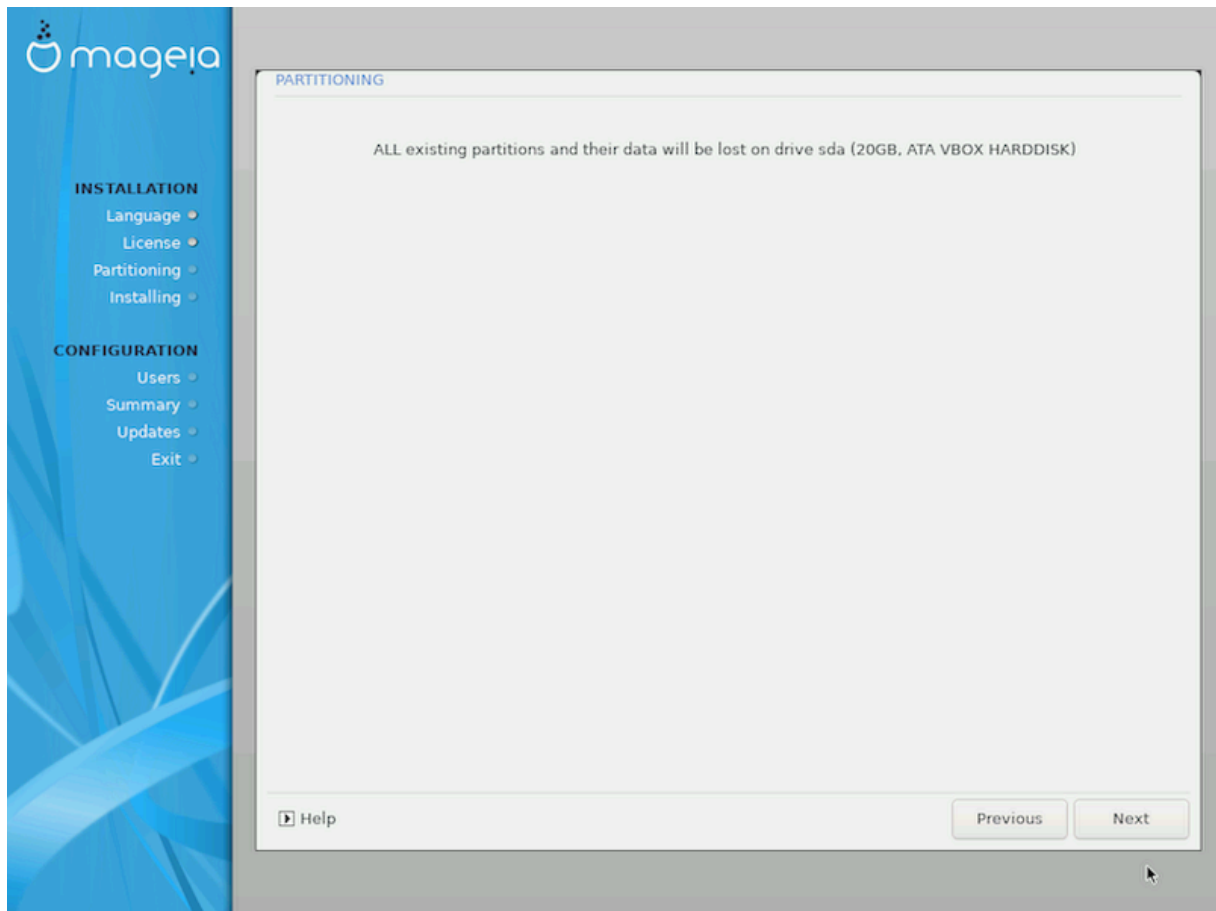 mageia
INSTALLATION
Language
License
Partitioning
Installing
CONFIGURATION
Users
Summary
Updates
Exit
PARTITIONING
ALL existing partitions and their data will be lost on drive sda (20GB, ATA VBOX HARDDISK)
Help
Previous
Next